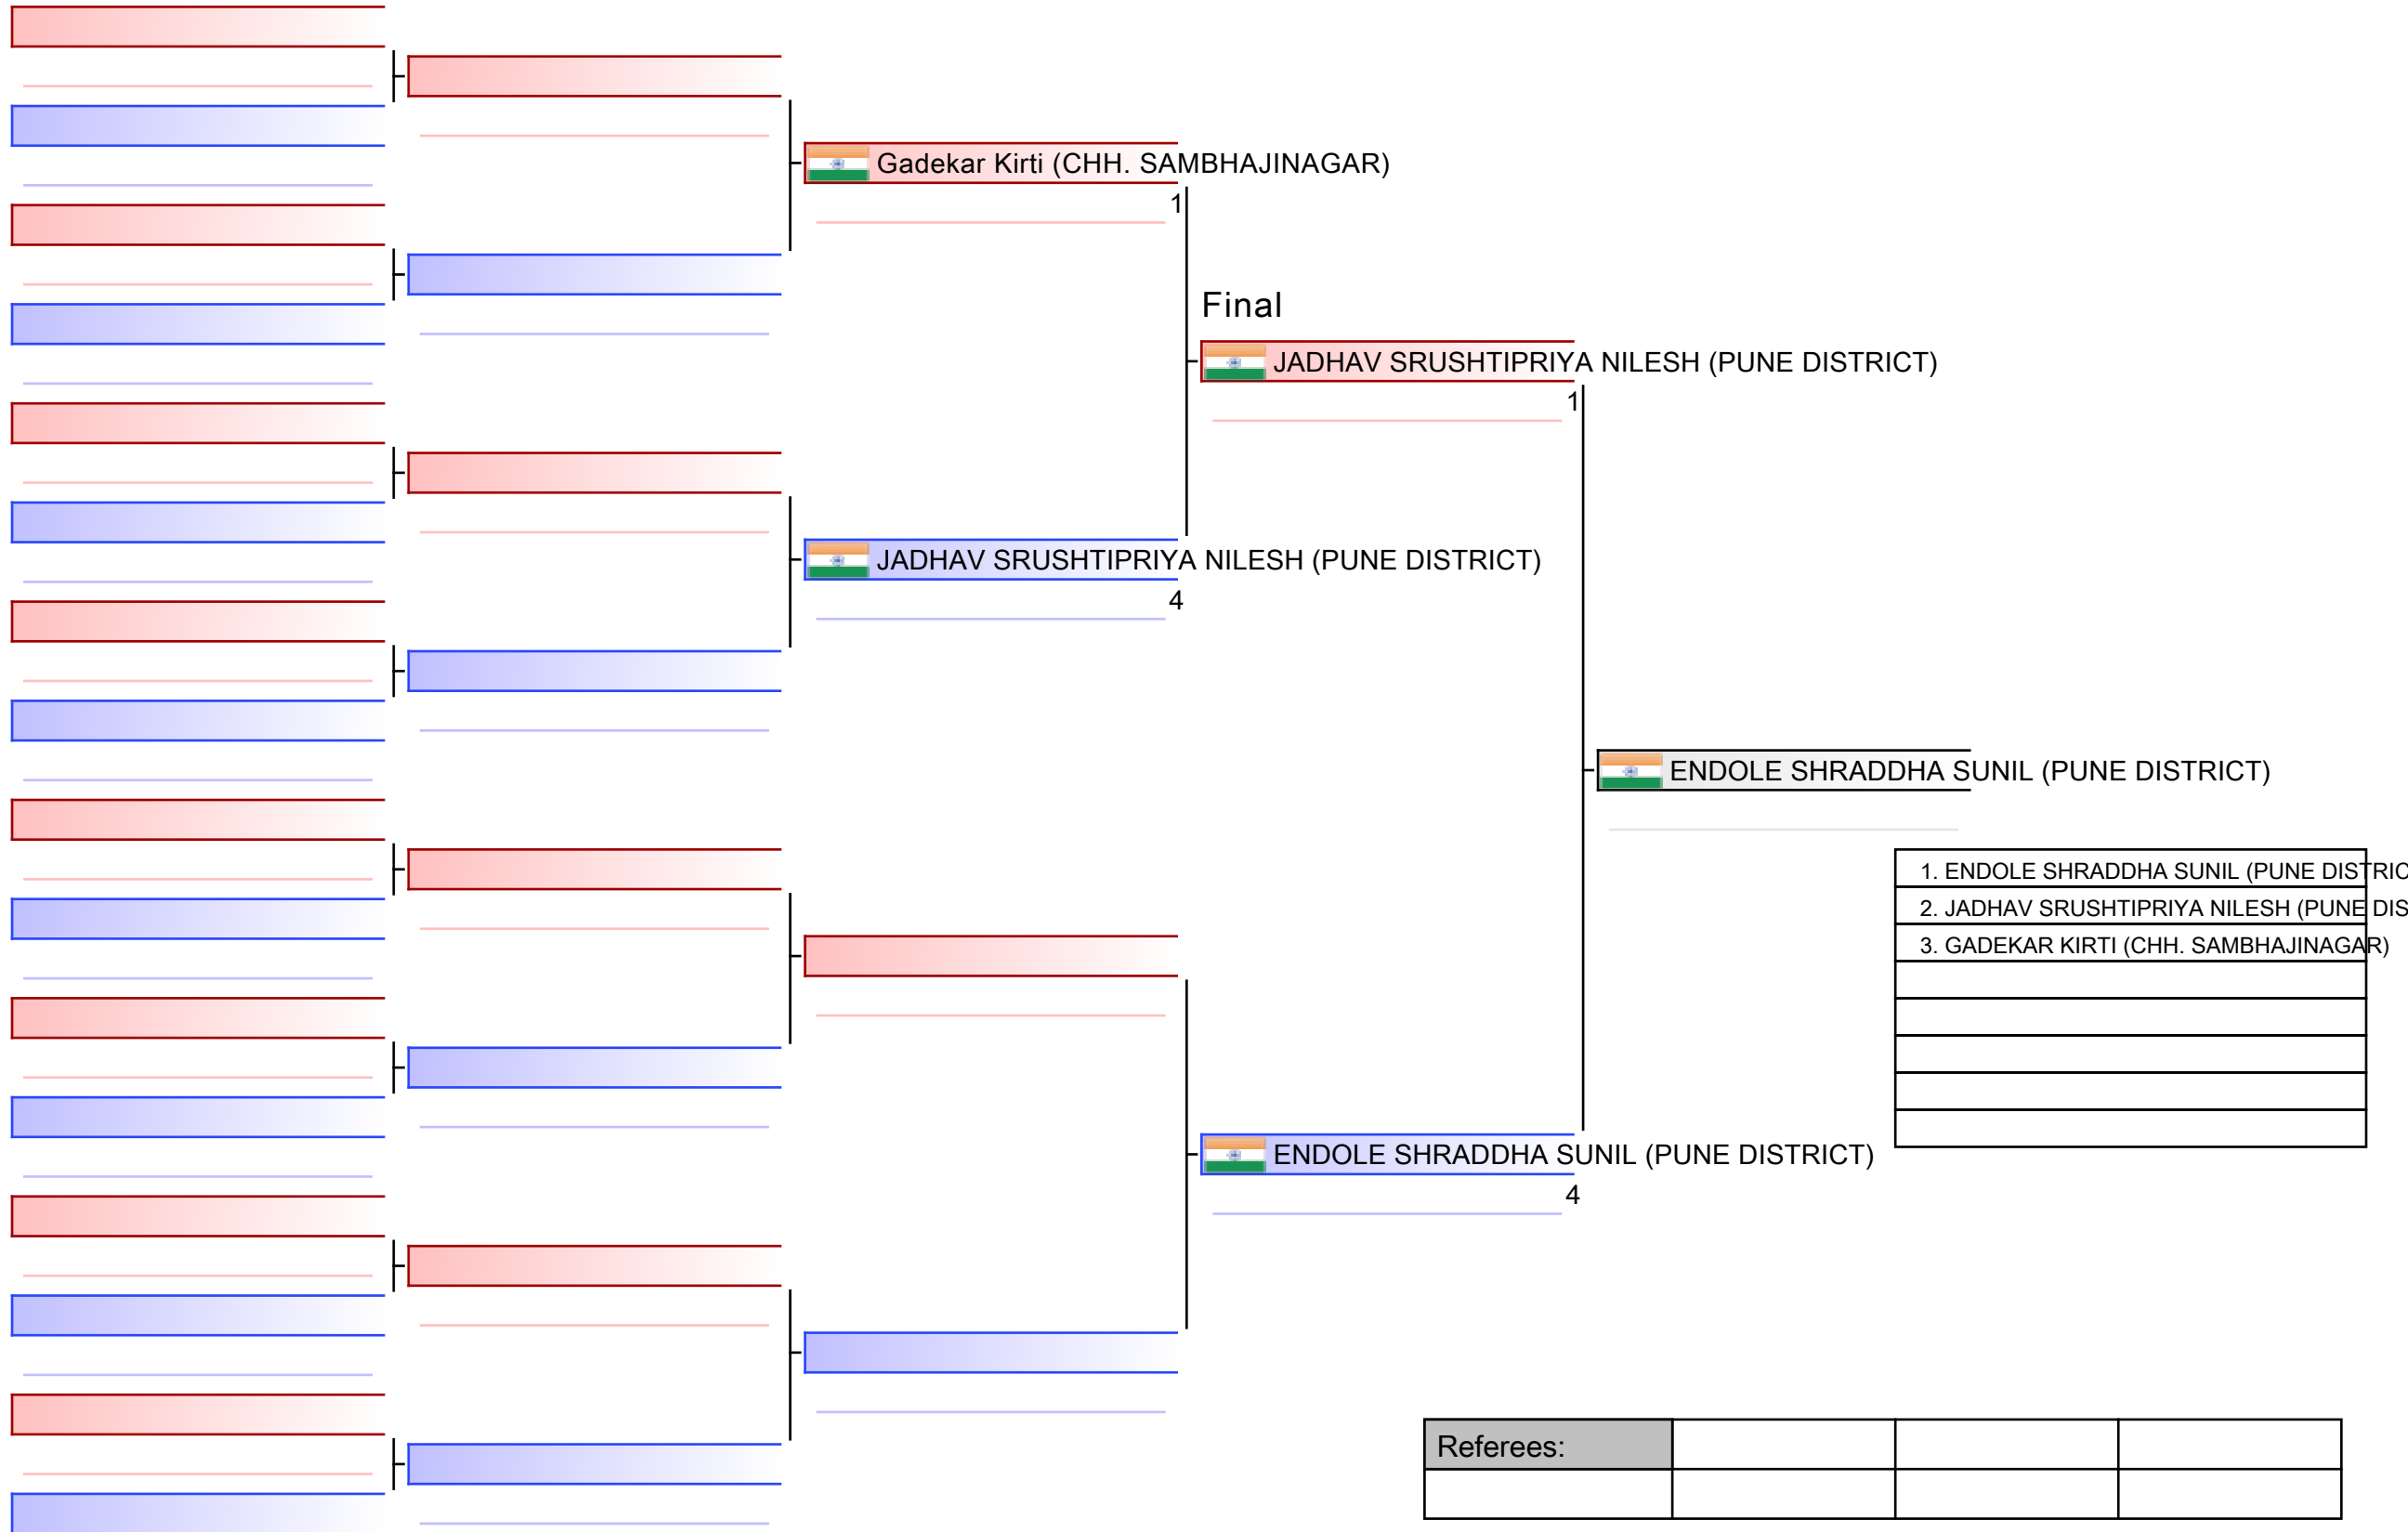 Gadekar Kirti (CHH. SAMBHAJINAGAR)
1
Final
JADHAV SRUSHTIPRIYA NILESH (PUNE DISTRICT)
1
JADHAV SRUSHTIPRIYA NILESH (PUNE DISTRICT)
4
ENDOLE SHRADDHA SUNIL (PUNE DISTRICT)
1. ENDOLE SHRADDHA SUNIL (PUNE DISTRIC
2. JADHAV SRUSHTIPRIYA NILESH (PUNE DIS
3. GADEKAR KIRTI (CHH. SAMBHAJINAGAR)
ENDOLE SHRADDHA SUNIL (PUNE DISTRICT)
4
Referees: